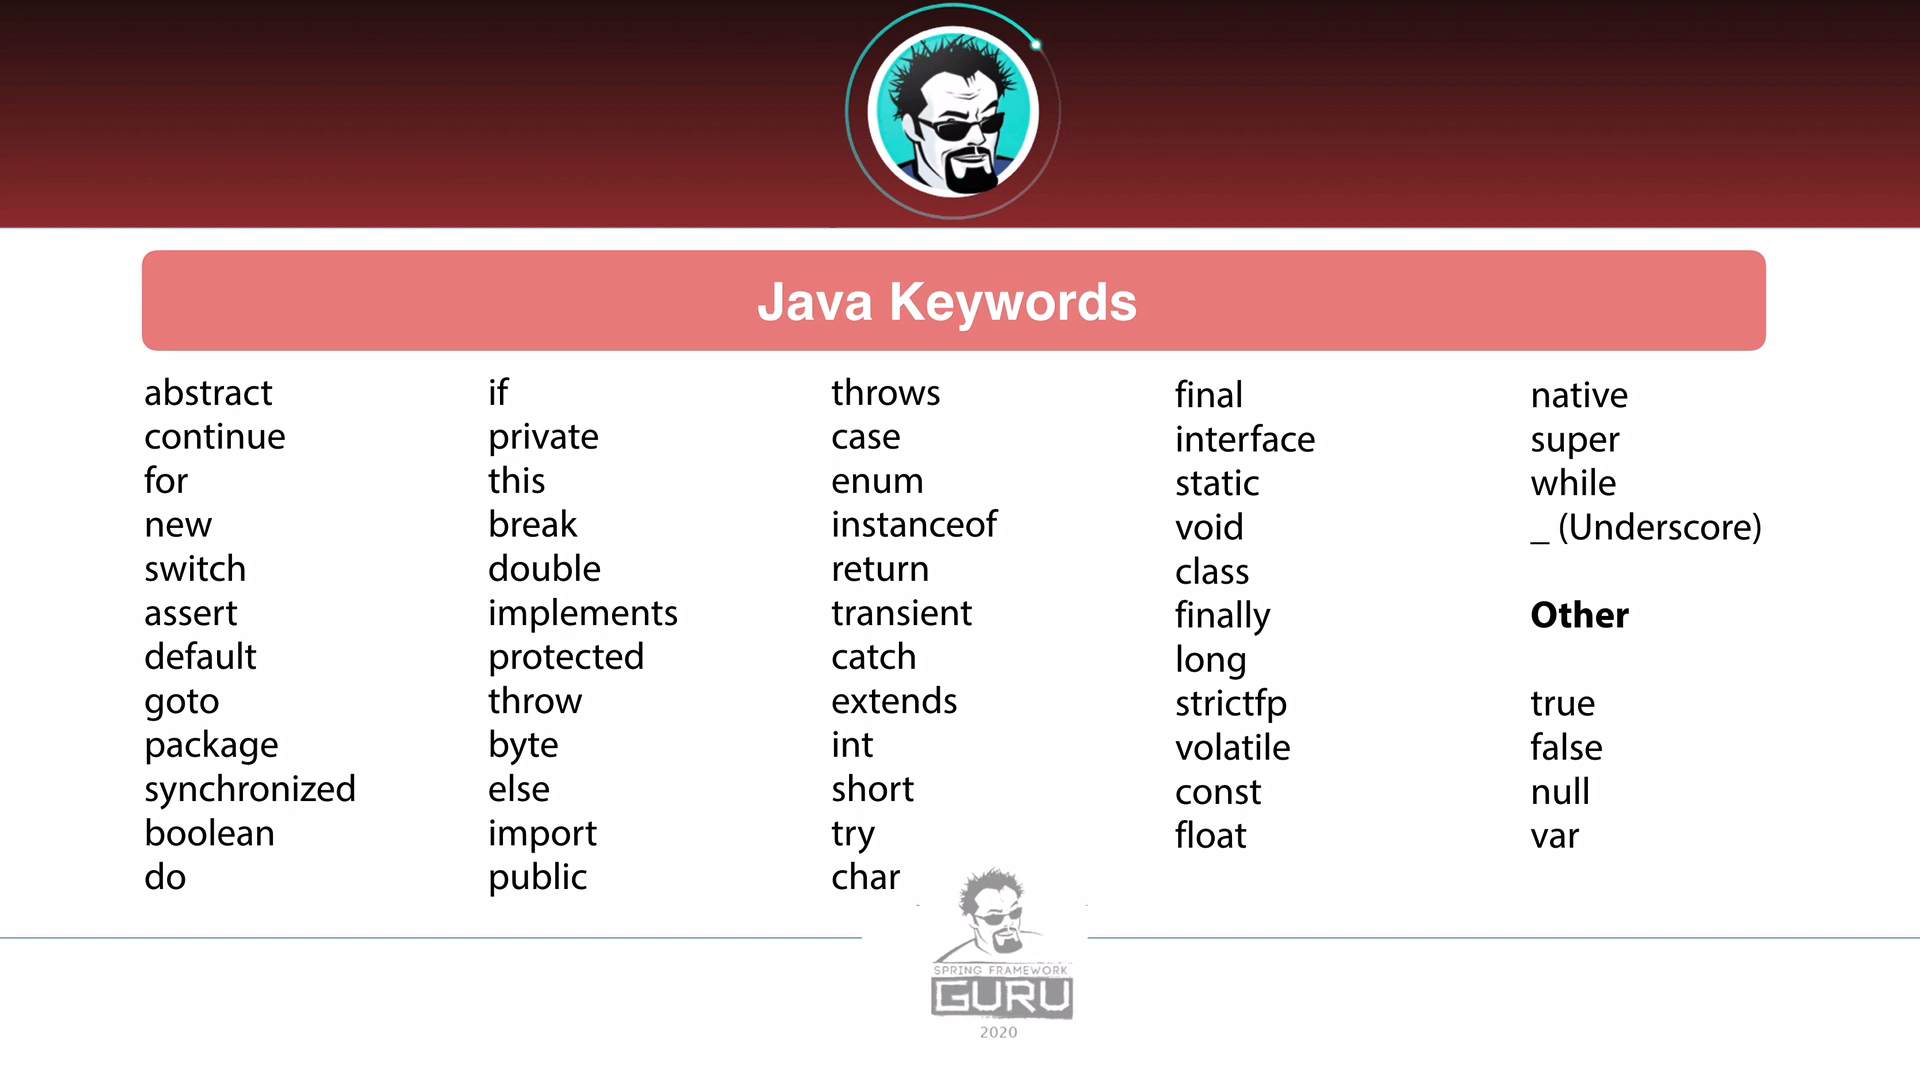 Java Keywords
abstract
continue
for
new
switch
assert
default
goto
package
synchronized
boolean
do
if
private
this
break
double
implements
protected
throw
byte
else
import
public
throws
case
enum
instanceof
return
transient
catch
extends
int
short
try
char
final
interface
static
void
class
finally
long
strictfp
volatile
const
float
native
super
while
_ (Underscore)
Other
true
false
null
var
SPRING FRAMEWORK
GURU
2020